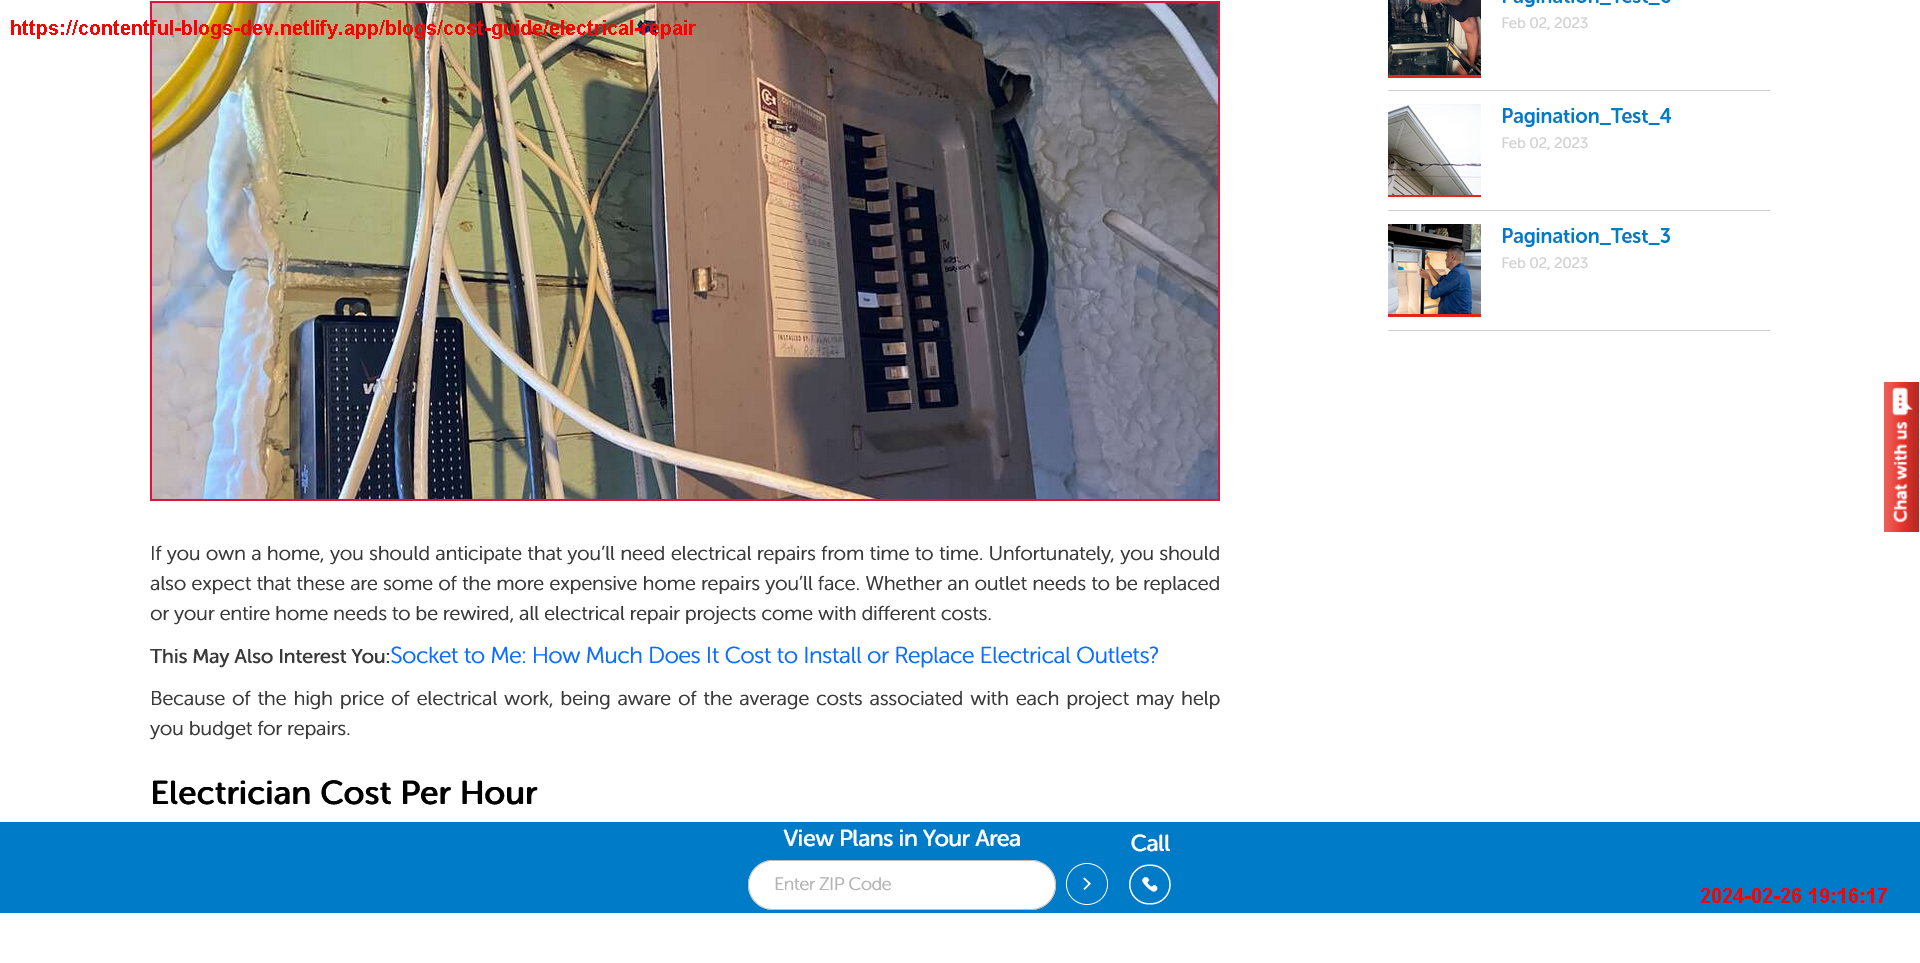 https://contentful-blogs-dev.netlify.app/blogs/cost-guide/electrical-repair
Feb 02, 2023
Pagination_Test_4
Feb 02, 2023
Pagination_Test_3
Feb 02, 2023
Chat with us
If you own a home, you should anticipate that you’ll need electrical repairs from time to time. Unfortunately, you should
also expect that these are some of the more expensive home repairs you’ll face. Whether an outlet needs to be replaced
or your entire home needs to be rewired, all electrical repair projects come with different costs.
This May Also Interest You:Socket to Me: How Much Does It Cost to Install or Replace Electrical Outlets?
Because of the high price of electrical work, being aware of the average costs associated with each project may help
you budget for repairs.
Electrician Cost Per Hour
View Plans in Your Area
Call
Enter ZIP Code
2024-02-26 19:16:17